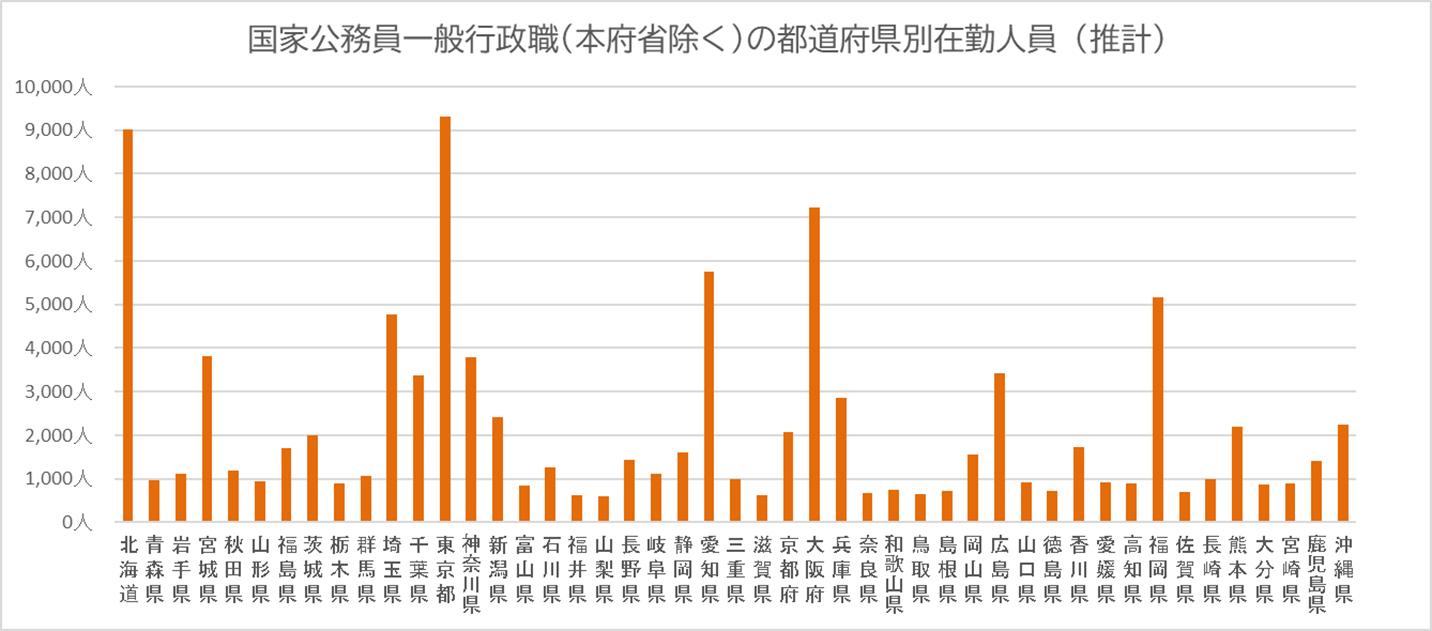 国家公務員一般行政職(本府省除く)の都道府県別在勤人員（推計）
10,000人
9,000人
8,000人
7,000人
6,000人
5,000人
4,000人
3,000人
2,000人
1,000人
0人
北海道
青森県
岩手県
宮城県
秋田県
山形県
福島県
茨城県
栃木県
群馬県
埼玉県
千葉県
東京都
神奈川県
新潟県
富山県
石川県
福井県
山梨県
長野県
岐阜県
静岡県
愛知県
三重県
滋賀県
京都府
大阪府
兵庫県
奈良県
和歌山県
鳥取県
島根県
岡山県
広島県
山口県
徳島県
香川県
愛媛県
高知県
福岡県
佐賀県
長崎県
熊本県
大分県
宮崎県
鹿児島県
沖縄県